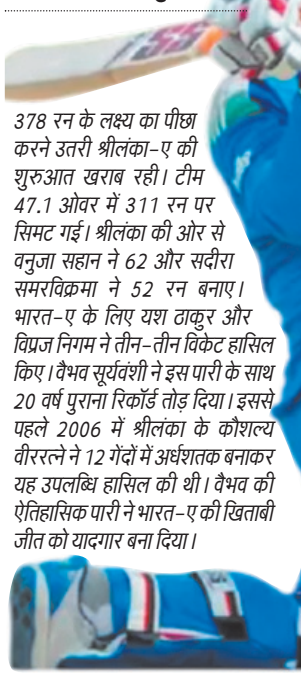 378 रन के लक्ष्य का पीछा
करने उतरी श्रीलंका-ए की
शुरुआत खराब रही। टीम
47.1 ओवर में 311 रन पर
सिमट गई। श्रीलंका की ओर से
वनुजा सहान ने 62 और सदीरा
समरविक्रमा ने 52 रन बनाए।
भारत-ए के लिए यश ठाकुर और
विप्रज निगम ने तीन-तीन विकेट हासिल
किए। वैभव सूर्यवंशी ने इस पारी के साथ
20 वर्ष पुराना रिकॉर्ड तोड़ दिया। इससे
पहले 2006 में श्रीलंका के कौशल्य
वीररत्ने ने 12 गेंदों में अर्धशतक बनाकर
यह उपलब्धि हासिल की थी। वैभव की
ऐतिहासिक पारी ने भारत-ए की खिताबी
जीत को यादगार बना दिया।